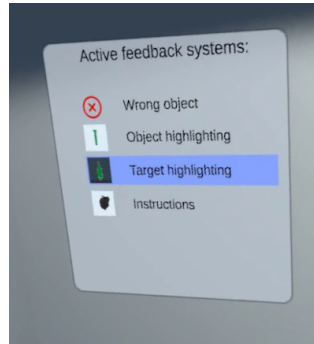 Active feedback systems:
Wrong object
Object highlighting
Target highlighting
Instructions